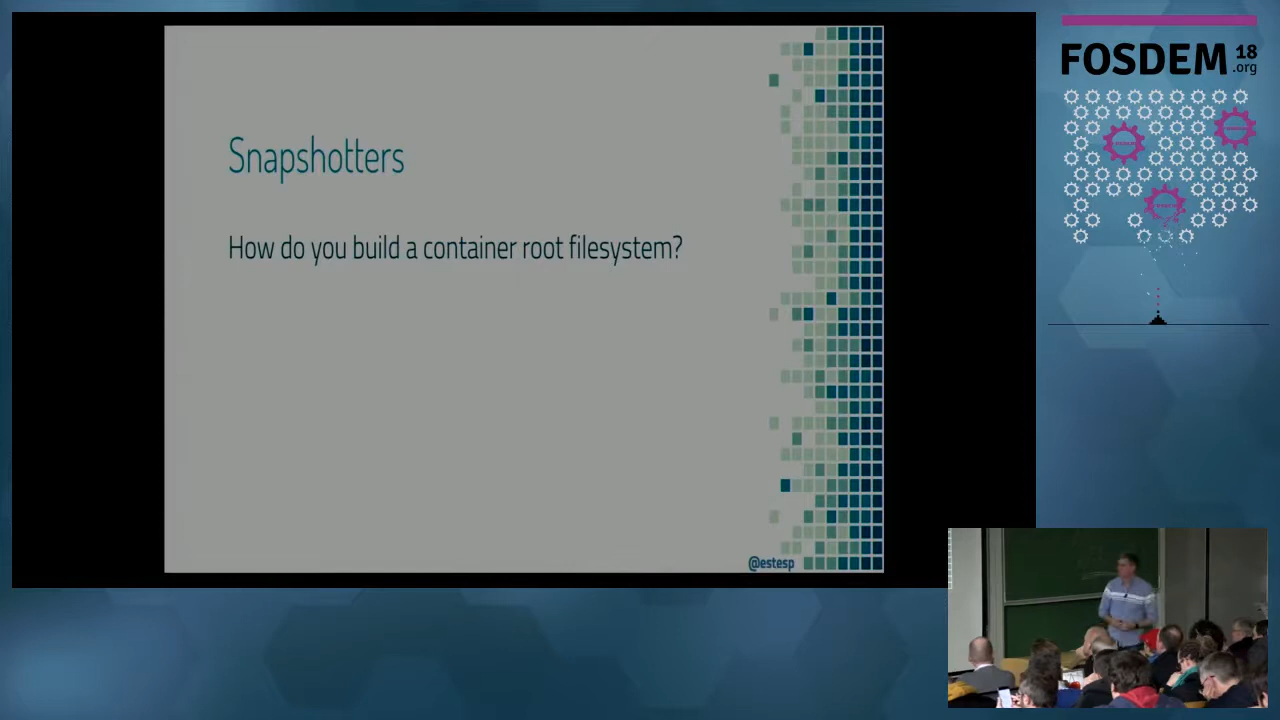 Snapshotters
How do you build a container root filesystem?
@estesp
FOSDEM 18
.org